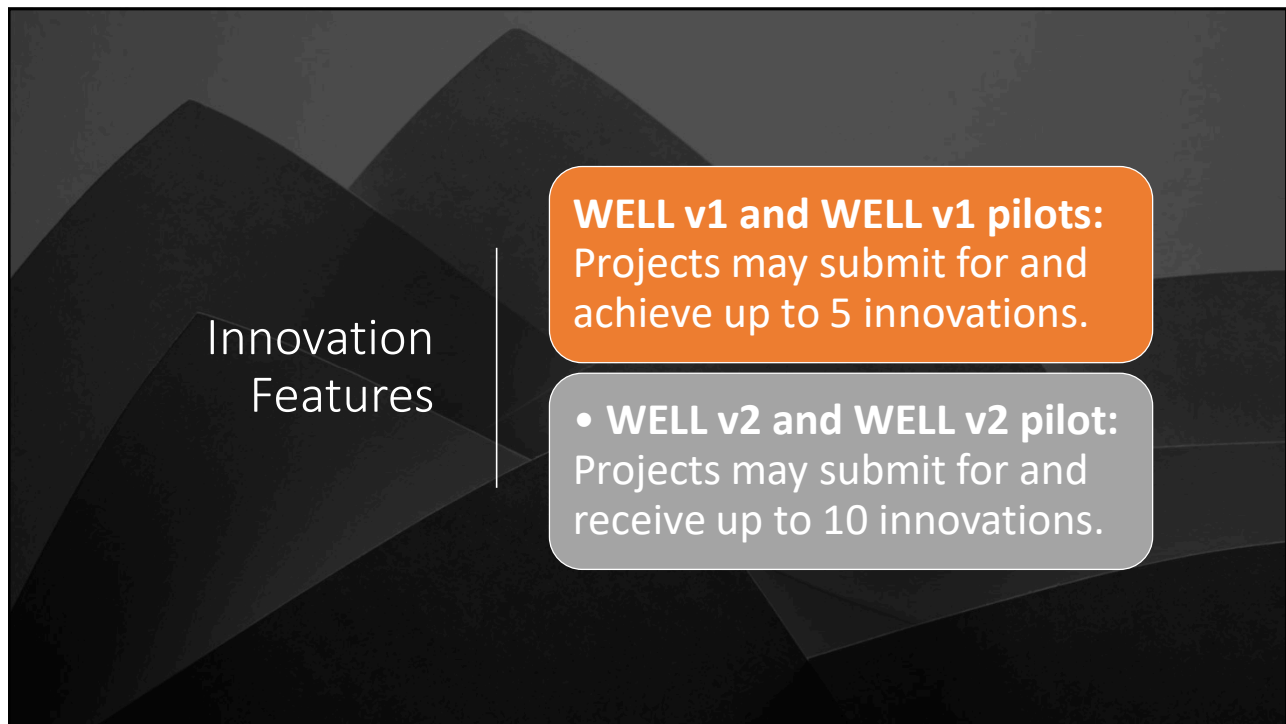 Innovation
Features
WELL v1 and WELL v1 pilots:
Projects may submit for and
achieve up to 5 innovations.
• WELL v2 and WELL v2 pilot:
Projects may submit for and
receive up to 10 innovations.